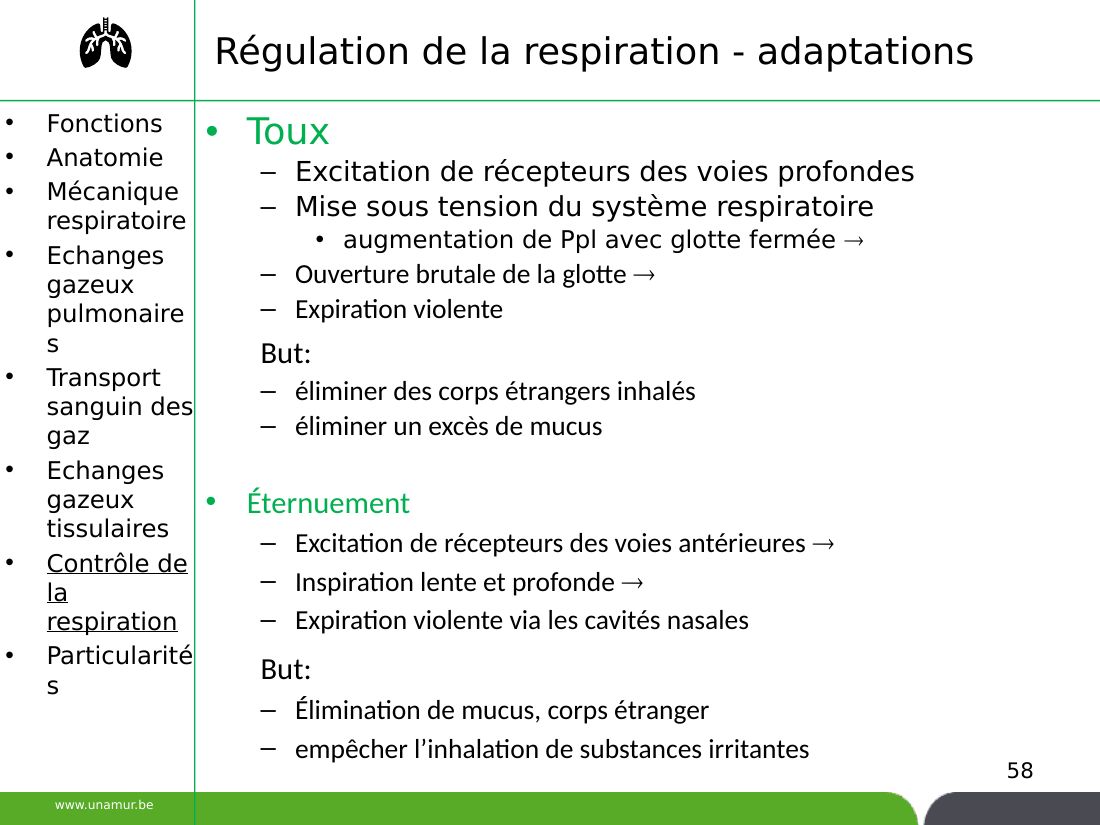 Régulation de la respiration - adaptations
• Fonctions
• Anatomie
• Mécanique
respiratoire
• Echanges
gazeux
pulmonaire
s
• Transport
sanguin des
gaz
• Echanges
gazeux
tissulaires
• Contrôle de
la
respiration
• Particularité
s
• Toux
– Excitation de récepteurs des voies profondes
– Mise sous tension du système respiratoire
• augmentation de Ppl avec glotte fermée →
– Ouverture brutale de la glotte →
– Expiration violente
But:
– éliminer des corps étrangers inhalés
– éliminer un excès de mucus
• Éternuement
– Excitation de récepteurs des voies antérieures →
– Inspiration lente et profonde →
– Expiration violente via les cavités nasales
But:
– Élimination de mucus, corps étranger
– empêcher l’inhalation de substances irritantes
58
www.unamur.be